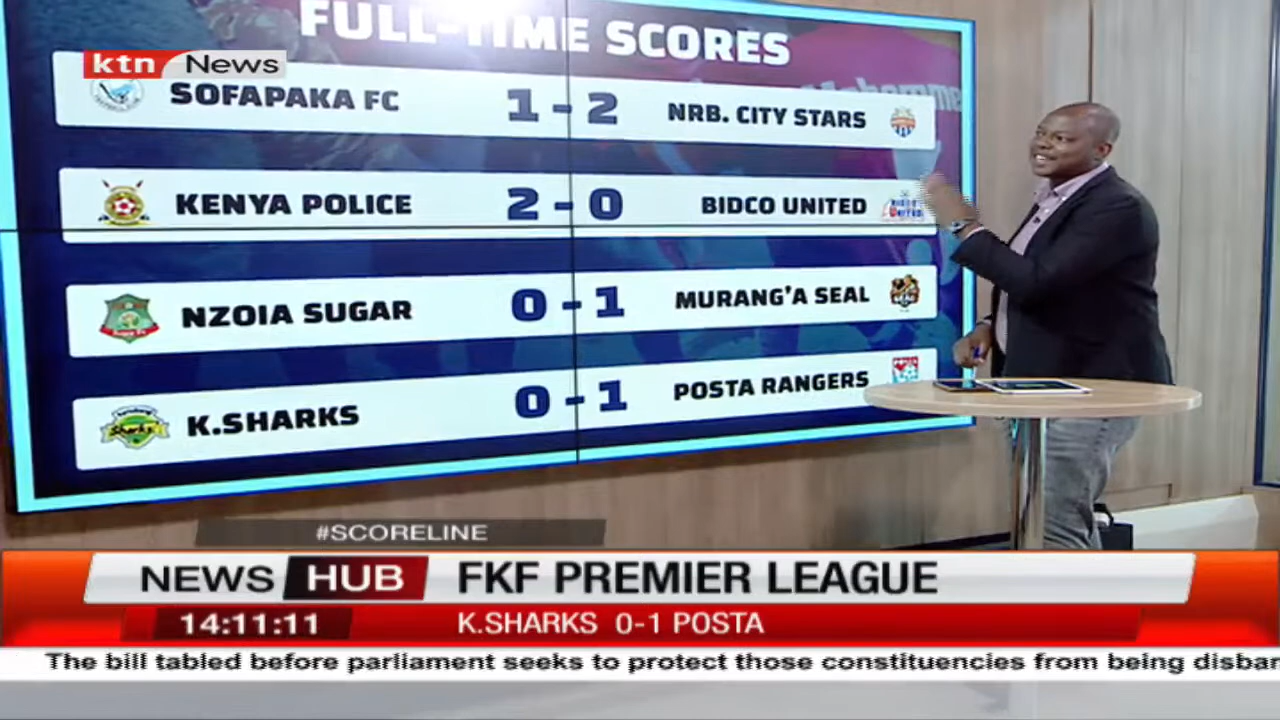 FULL-TIME SCORES
ktn News
SOFAPAKA FC 1 - 2 NRB. CITY STARS
KENYA POLICE 2 - 0 BIDCO UNITED
NZOIA SUGAR 0 - 1 MURANG'A SEAL
K.SHARKS 0 - 1 POSTA RANGERS
#SCORELINE
NEWS HUB FKF PREMIER LEAGUE
14:11:11 K.SHARKS 0-1 POSTA
The bill tabled before parliament seeks to protect those constituencies from being disban